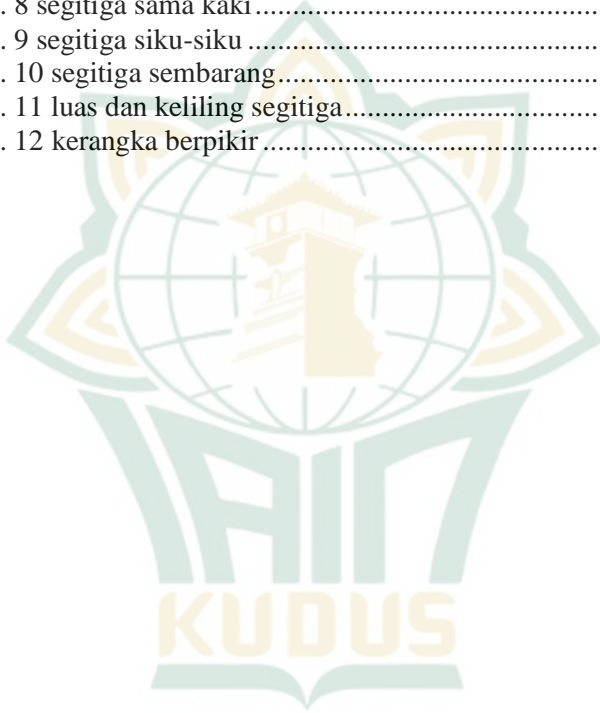 . 8 segitiga sama kaki....................................................
. 9 segitiga siku-siku .....................................................
. 10 segitiga sembarang................................................
. 11 luas dan keliling segitiga......................................
. 12 kerangka berpikir...................................................
IAIN
KUDUS